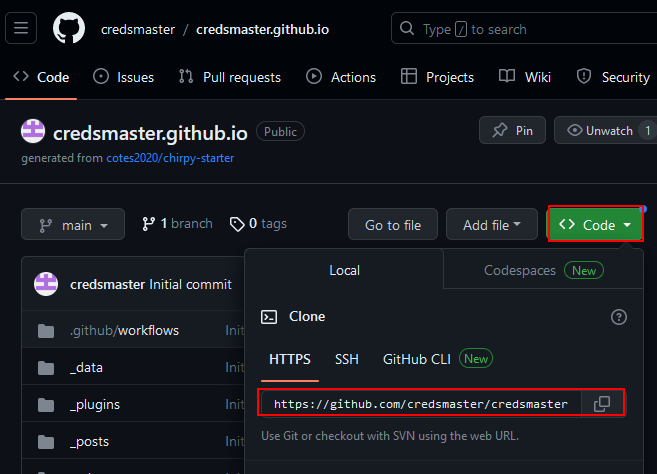 credsmaster / credsmaster.github.io
Type / to search
Code Issues Pull requests Actions Projects Wiki Security
credsmaster.github.io Public
Pin Unwatch 1
generated from cotes2020/chirpy-starter
main 1 branch 0 tags Go to file Add file Code
Local Codespaces New
credsmaster Initial commit
Clone
.github/workflows Init
HTTPS SSH GitHub CLI New
_data Init
https://github.com/credsmaster/credsmaster
_plugins Init
Use Git or checkout with SVN using the web URL.
_posts Init